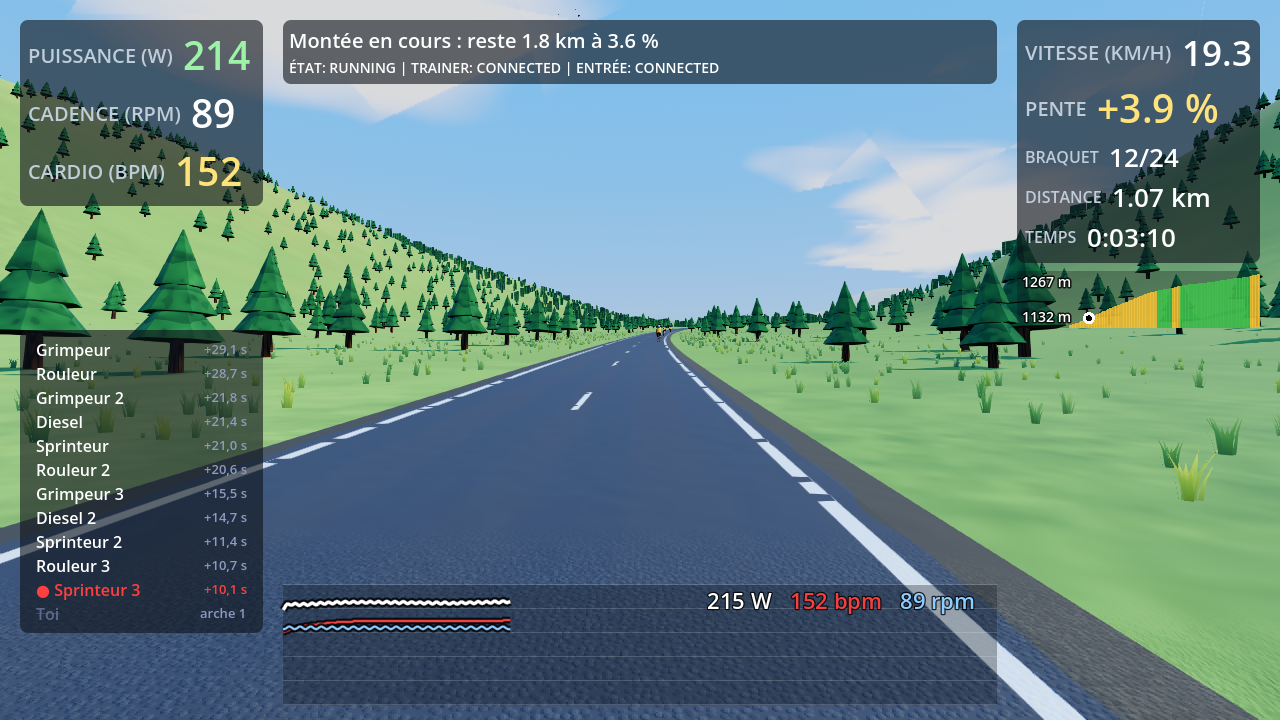 PUISSANCE (W) 214
CADENCE (RPM) 89
CARDIO (BPM) 152
Montée en cours : reste 1.8 km à 3.6 %
ÉTAT: RUNNING | TRAINER: CONNECTED | ENTRÉE: CONNECTED
VITESSE (KM/H) 19.3
PENTE +3.9 %
BRAQUET 12/24
DISTANCE 1.07 km
TEMPS 0:03:10
1267 m
1132 m
Grimpeur +29,1 s
Rouleur +28,7 s
Grimpeur 2 +21,8 s
Diesel +21,4 s
Sprinteur +21,0 s
Rouleur 2 +20,6 s
Grimpeur 3 +15,5 s
Diesel 2 +14,7 s
Sprinteur 2 +11,4 s
Rouleur 3 +10,7 s
Sprinteur 3 +10,1 s
Toi arche 1
215 W 152 bpm 89 rpm